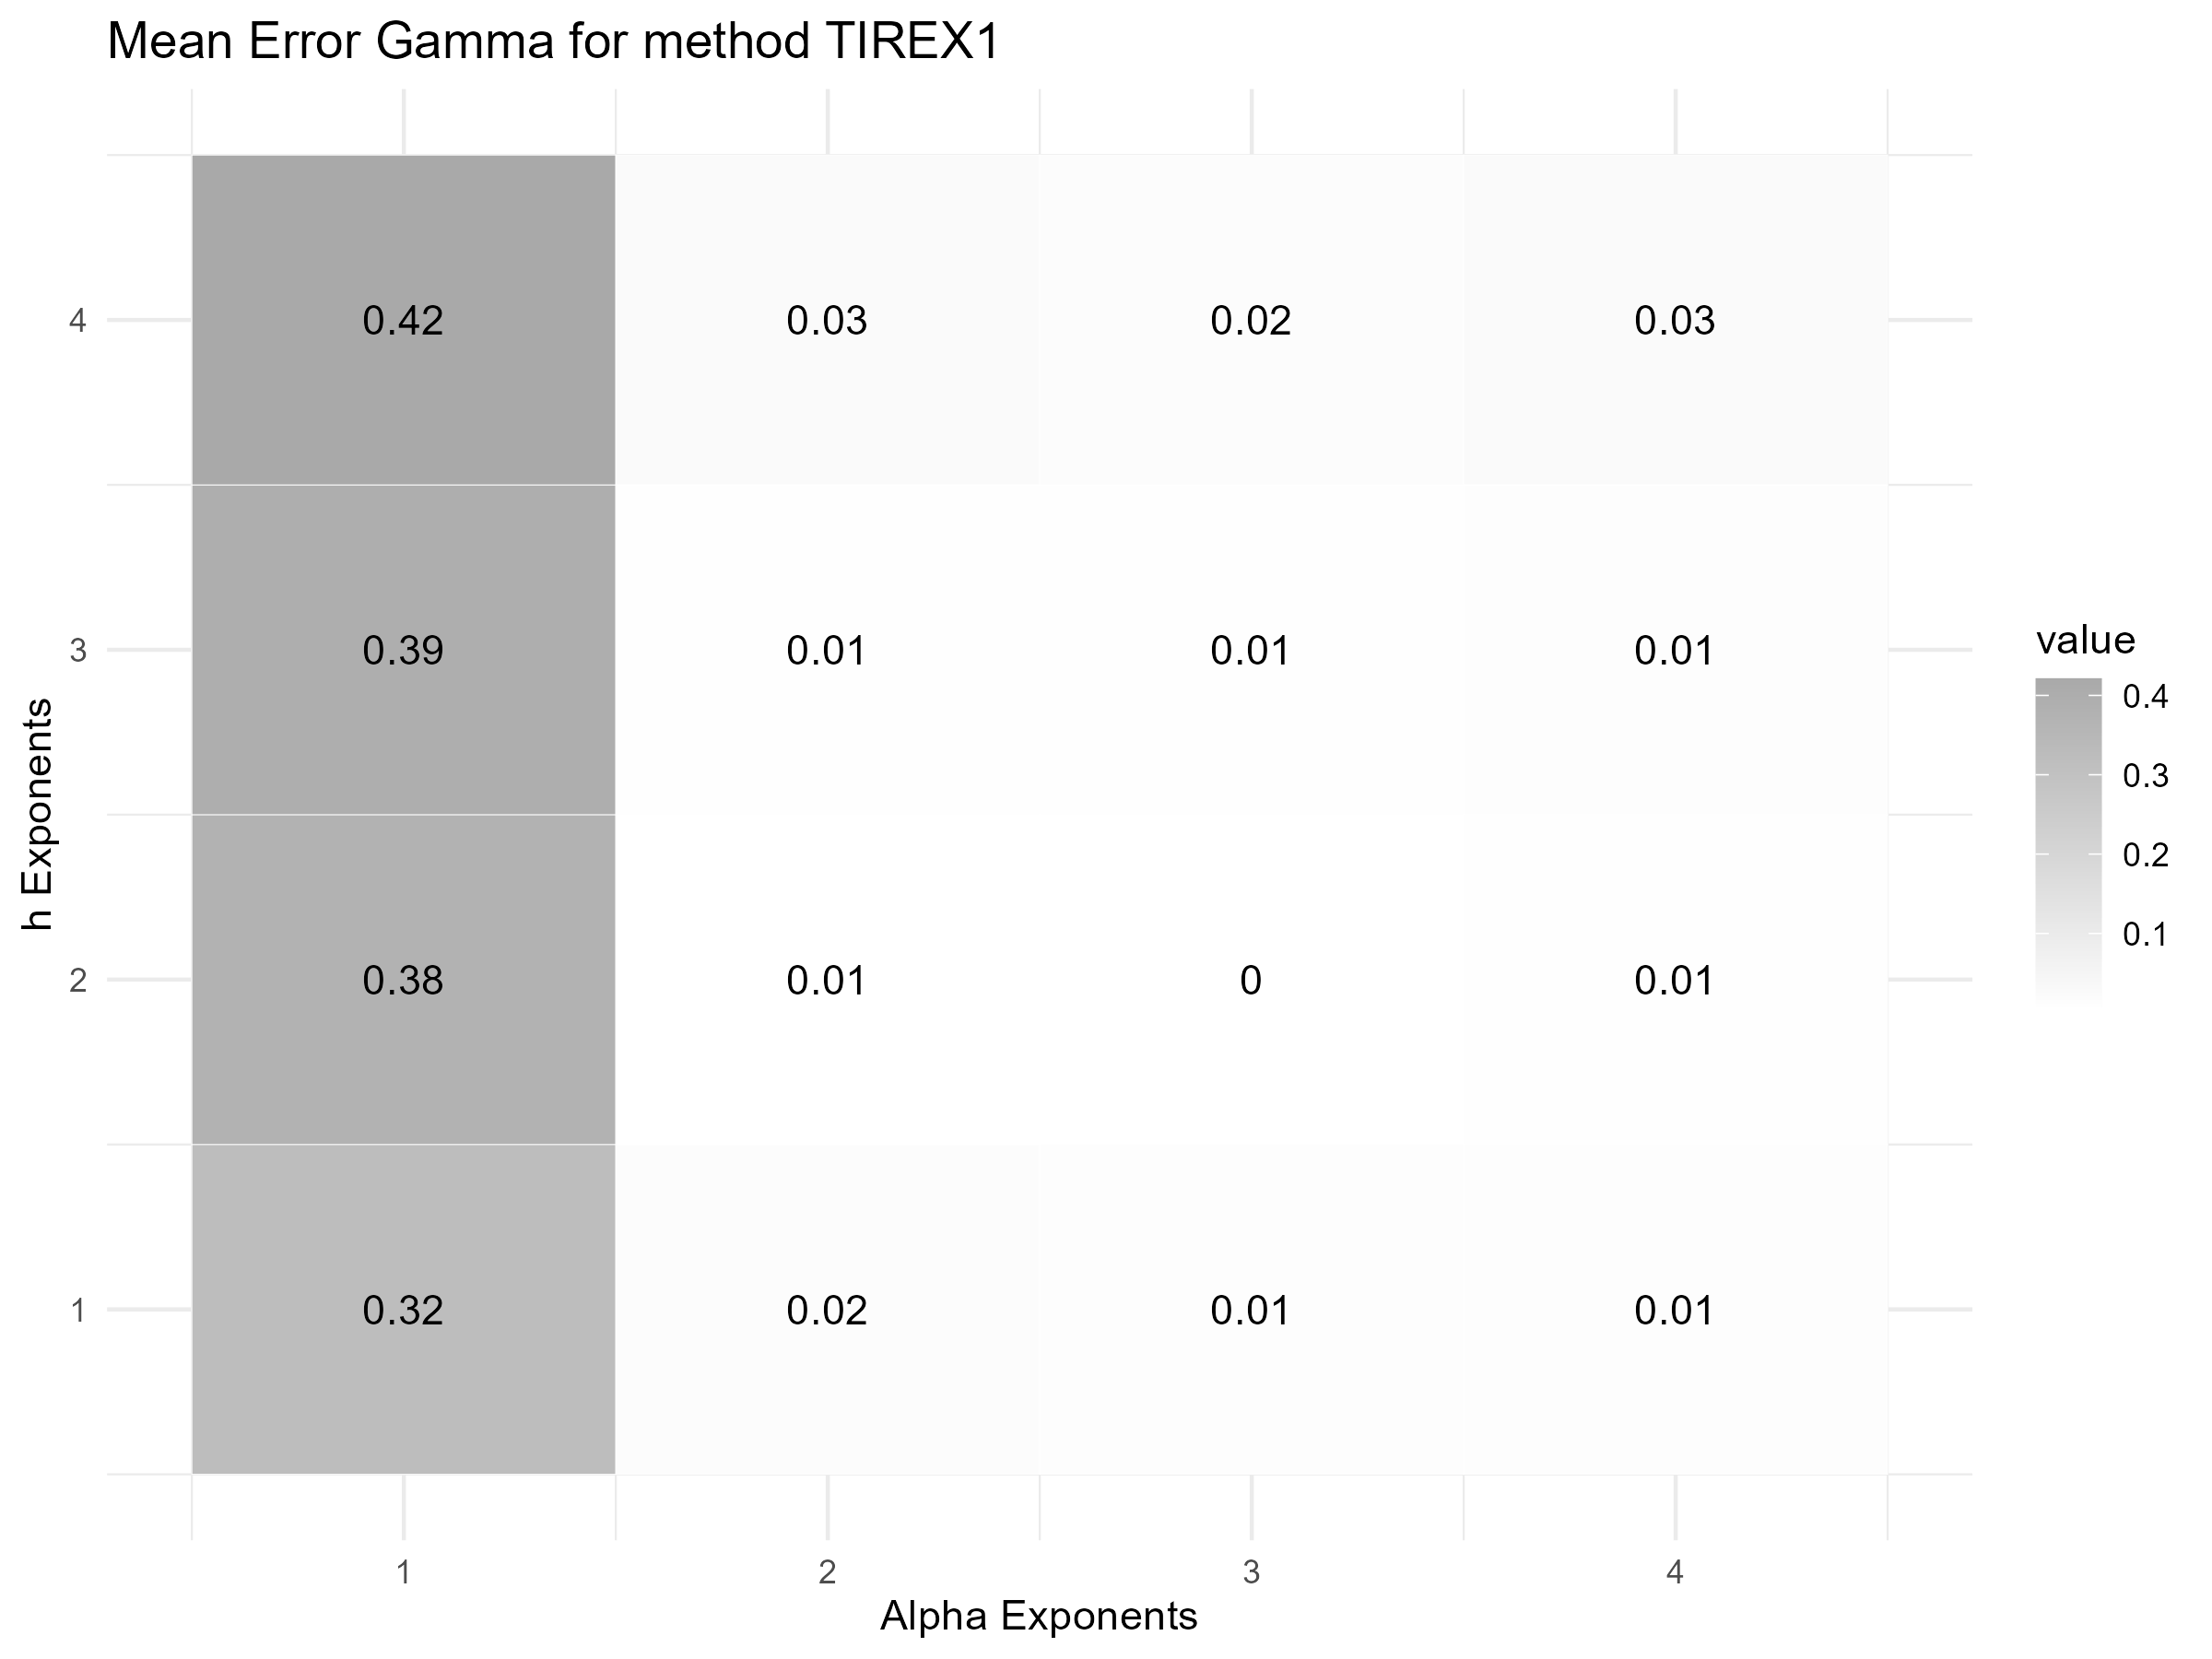 Mean Error Gamma for method TIREX1
4
0.42 0.03 0.02 0.03
3
0.39 0.01 0.01 0.01
2
0.38 0.01 0 0.01
1
0.32 0.02 0.01 0.01
h Exponents
1 2 3 4
Alpha Exponents
value
0.4
0.3
0.2
0.1